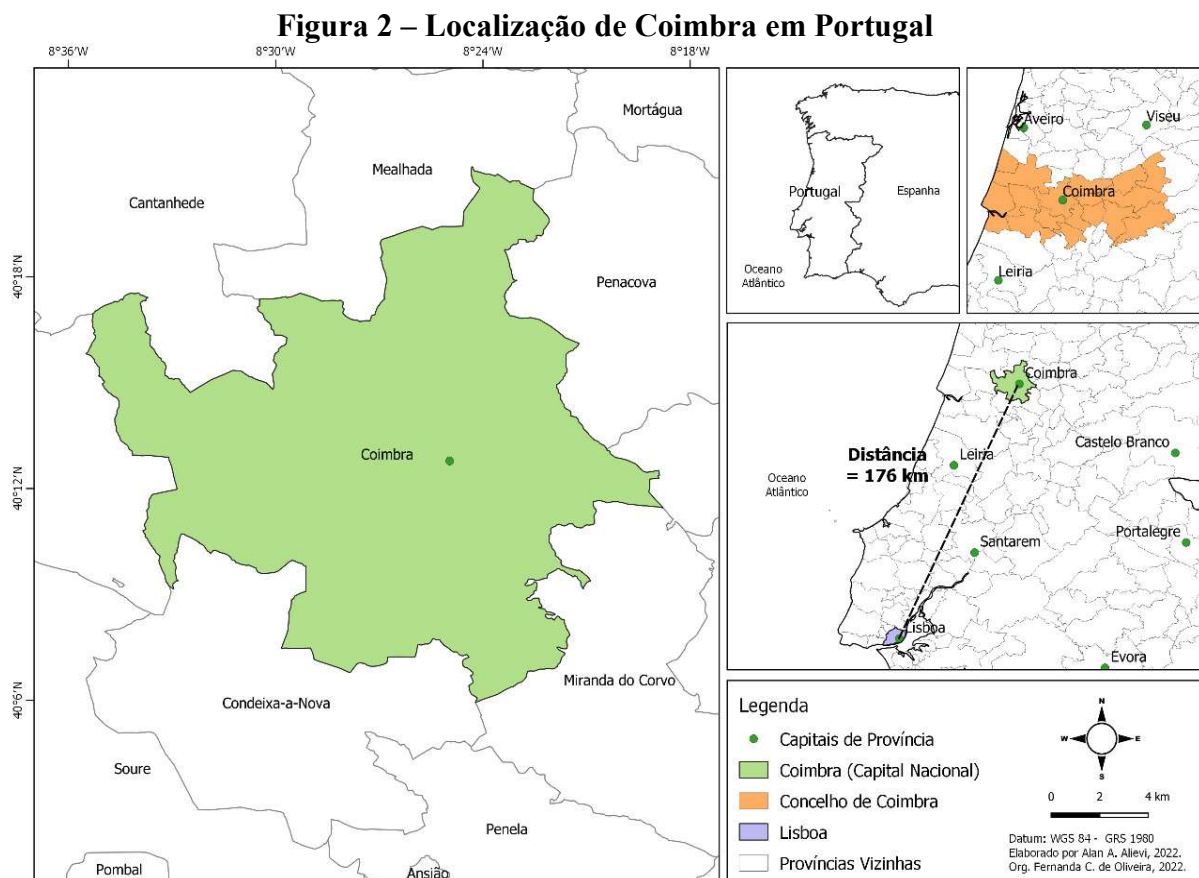 Figura 2 – Localização de Coimbra em Portugal
8°36'W
8°30'W
8°24'W
8°18'W
40°18'N
40°12'N
40°6'N
Mortágua
Mealhada
Cantanhede
Penacova
Coimbra
Miranda do Corvo
Condeixa-a-Nova
Soure
Penela
Pombal
Ansião
Portugal
Espanha
Oceano
Atlântico
Aveiro
Viseu
Coimbra
Leiria
Coimbra
Distância
= 176 km
Leiria
Castelo Branco
Oceano
Atlântico
Santarem
Portalegre
Lisboa
Évora
Legenda
Capitais de Província
Coimbra (Capital Nacional)
Concelho de Coimbra
Lisboa
Províncias Vizinhas
N
W
E
S
0 2 4 km
Datum: WGS 84 - GRS 1980
Elaborado por Alan A. Alievi, 2022.
Org. Fernanda C. de Oliveira, 2022.